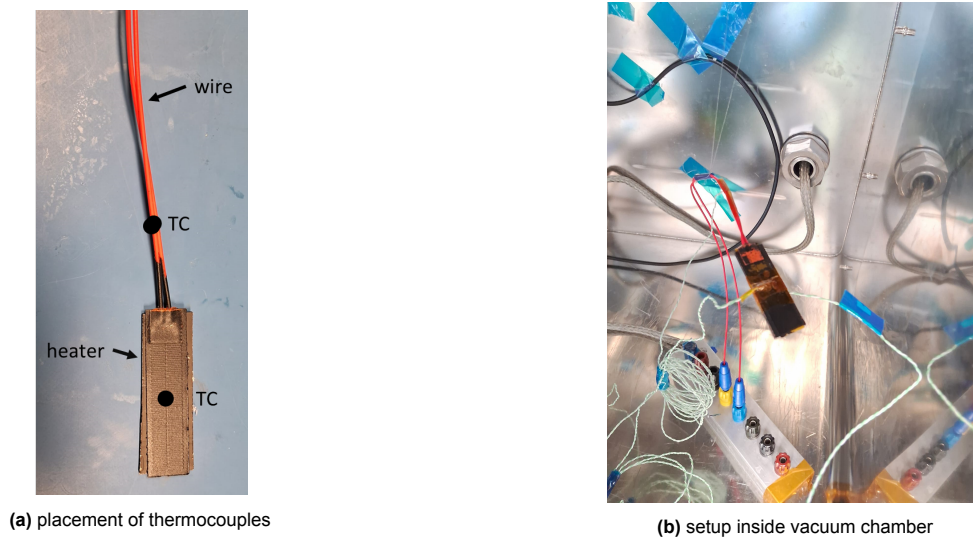 wire
TC
heater
TC
(a) placement of thermocouples
(b) setup inside vacuum chamber